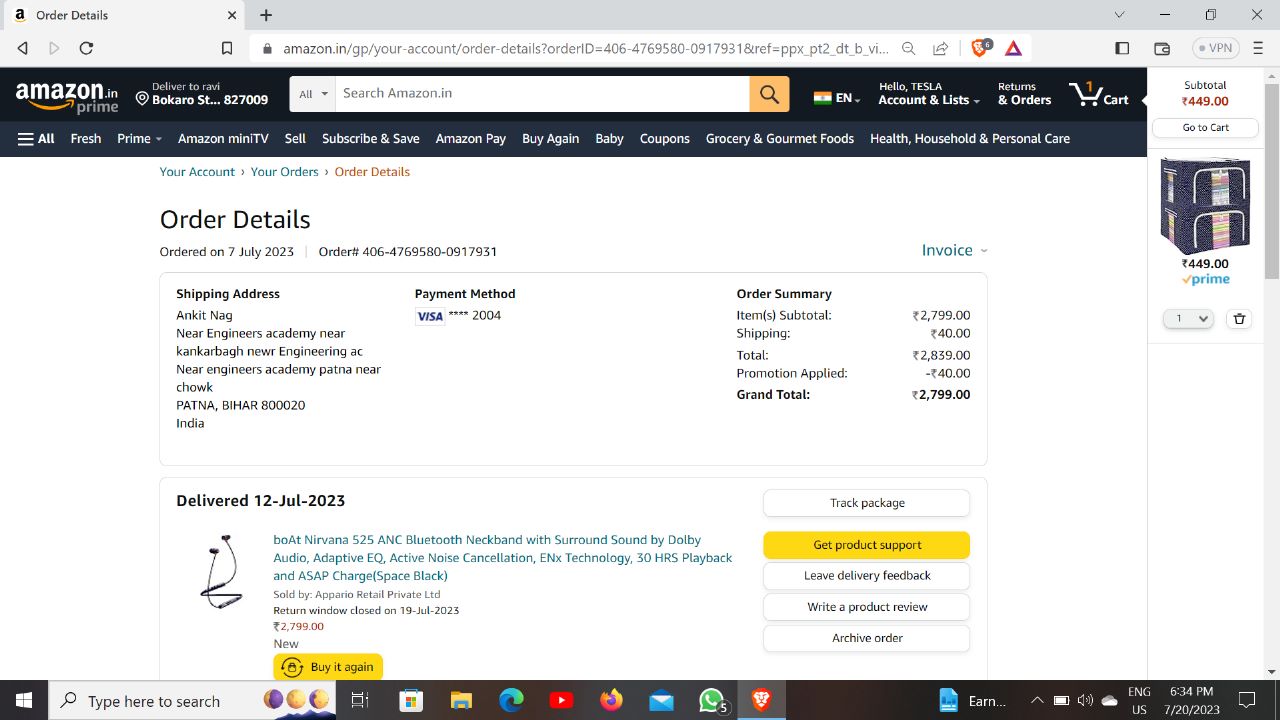 Order Details
amazon.in/gp/your-account/order-details?orderID=406-4769580-0917931&ref=ppx_pt2_dt_b_vi...
6
VPN
amazon.in
prime
Deliver to ravi
Bokaro St... 827009
All
Search Amazon.in
EN
Hello, TESLA
Account & Lists
Returns
& Orders
1
Cart
Subtotal
₹449.00
Go to Cart
All Fresh Prime Amazon miniTV Sell Subscribe & Save Amazon Pay Buy Again Baby Coupons Grocery & Gourmet Foods Health, Household & Personal Care
₹449.00
prime
1
Your Account › Your Orders › Order Details
Order Details
Ordered on 7 July 2023 | Order# 406-4769580-0917931
Invoice
Shipping Address
Ankit Nag
Near Engineers academy near
kankarbagh newr Engineering ac
Near engineers academy patna near
chowk
PATNA, BIHAR 800020
India
Payment Method
VISA **** 2004
Order Summary
Item(s) Subtotal: ₹2,799.00
Shipping: ₹40.00
Total: ₹2,839.00
Promotion Applied: -₹40.00
Grand Total: ₹2,799.00
Delivered 12-Jul-2023
boAt Nirvana 525 ANC Bluetooth Neckband with Surround Sound by Dolby
Audio, Adaptive EQ, Active Noise Cancellation, ENx Technology, 30 HRS Playback
and ASAP Charge(Space Black)
Sold by: Appario Retail Private Ltd
Return window closed on 19-Jul-2023
₹2,799.00
New
Buy it again
Track package
Get product support
Leave delivery feedback
Write a product review
Archive order
Type here to search
5
Earn...
ENG
US
6:34 PM
7/20/2023